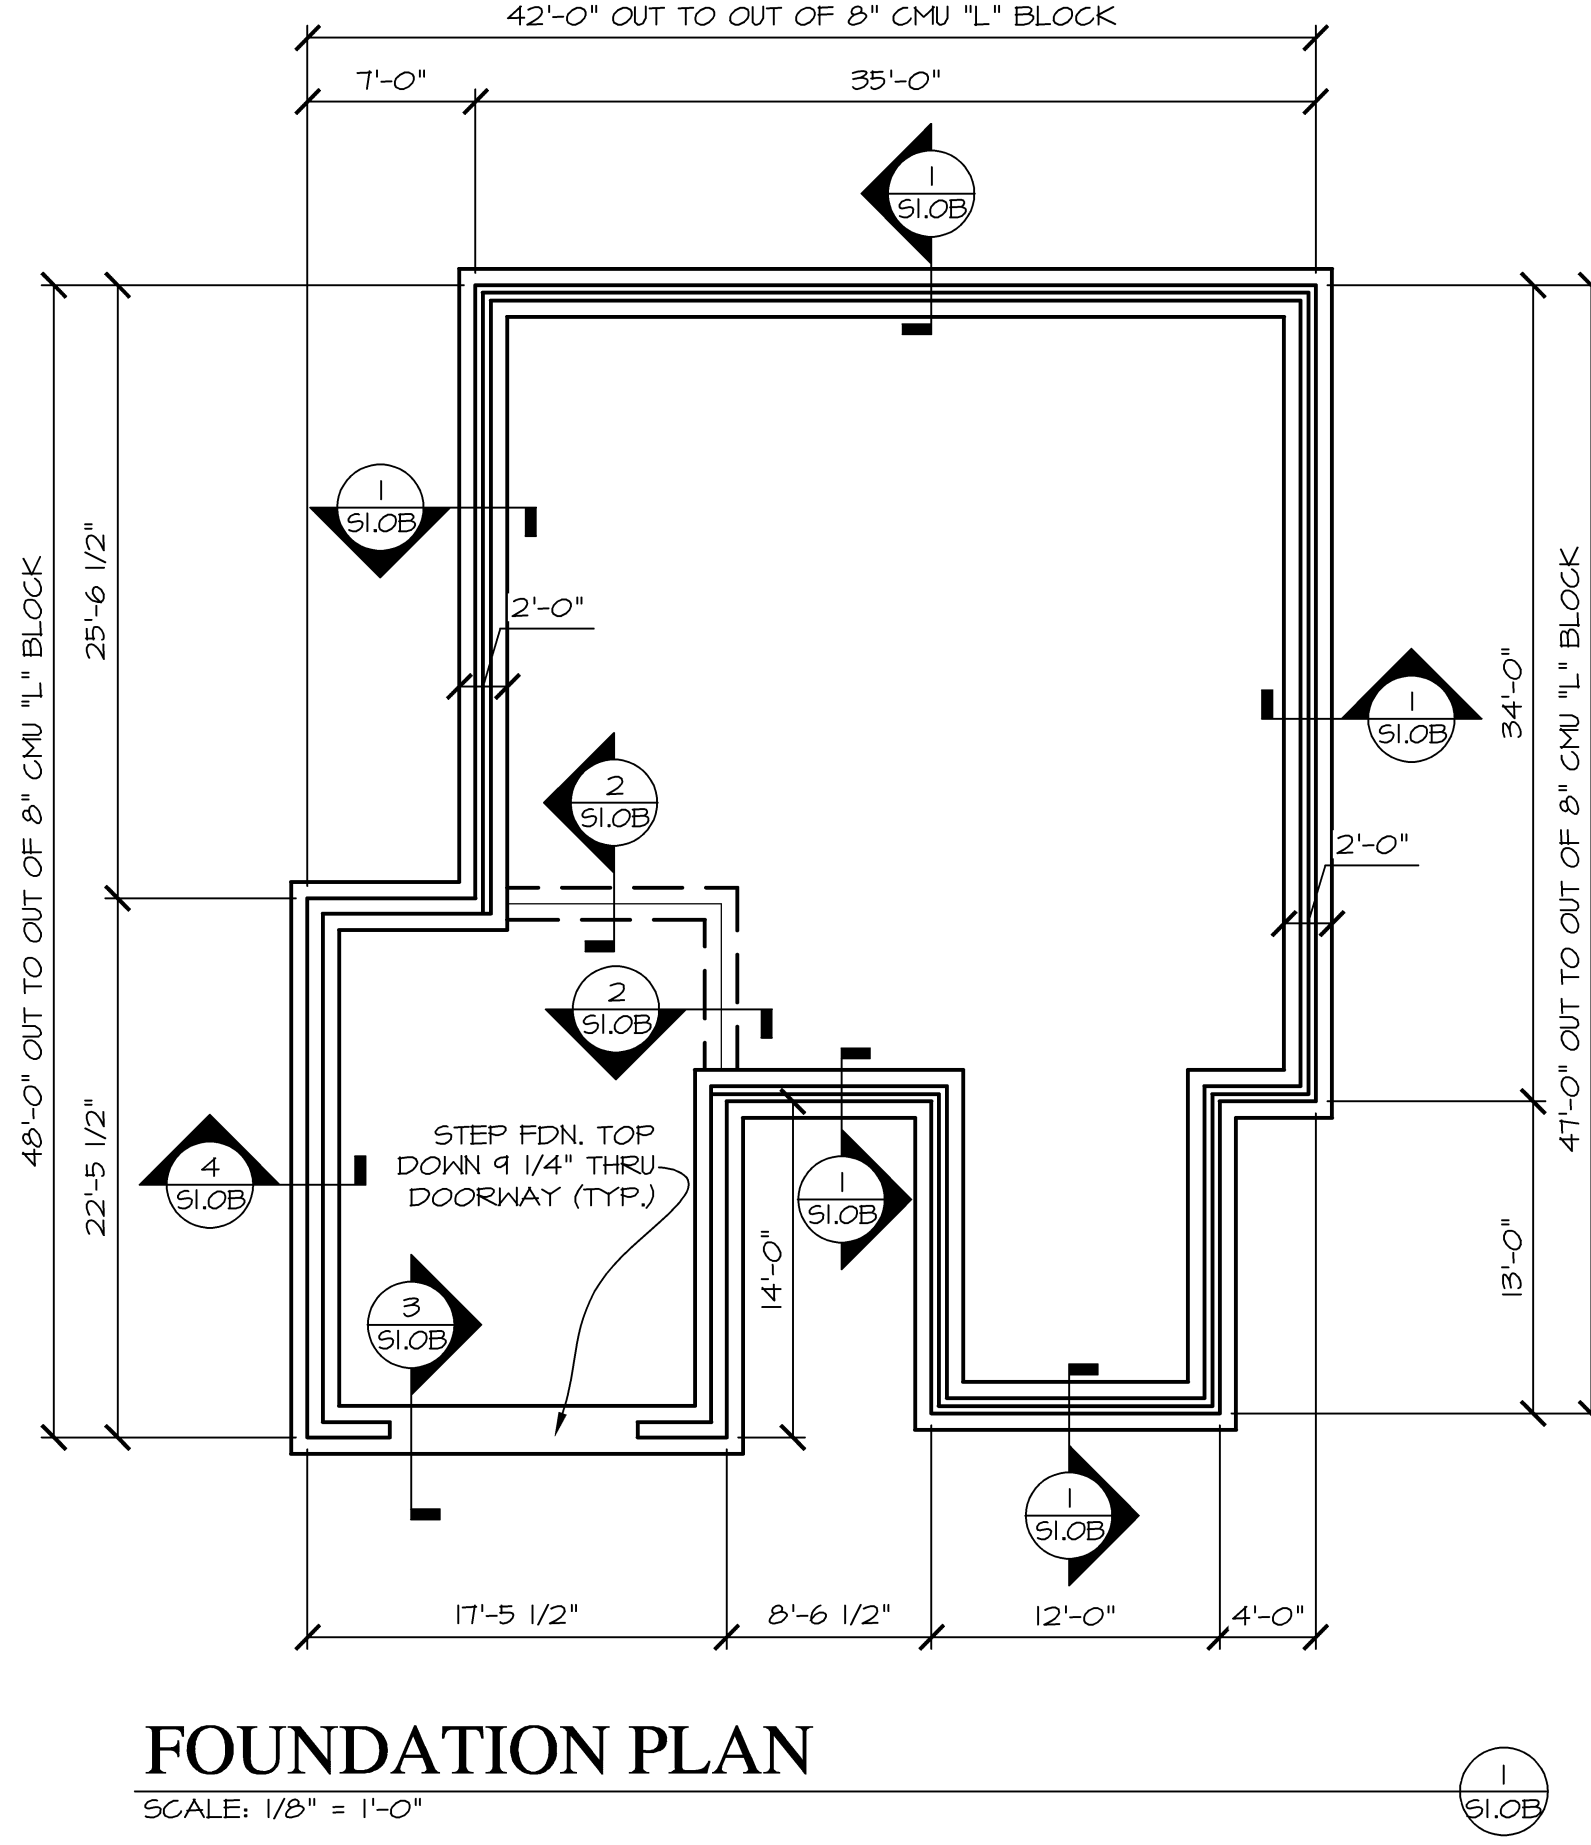 42'-0" OUT TO OUT OF 8" CMU "L" BLOCK
7'-0"
35'-0"
1
S1.0B
1
S1.0B
25'-6 1/2"
48'-0" OUT TO OUT OF 8" CMU "L" BLOCK
2'-0"
34'-0"
47'-0" OUT TO OUT OF 8" CMU "L" BLOCK
1
S1.0B
2
S1.0B
2'-0"
2
S1.0B
22'-5 1/2"
4
S1.0B
STEP FDN. TOP
DOWN 9 1/4" THRU
DOORWAY (TYP.)
1
S1.0B
14'-0"
13'-0"
3
S1.0B
1
S1.0B
17'-5 1/2"
8'-6 1/2"
12'-0"
4'-0"
FOUNDATION PLAN
SCALE: 1/8" = 1'-0"
1
S1.0B